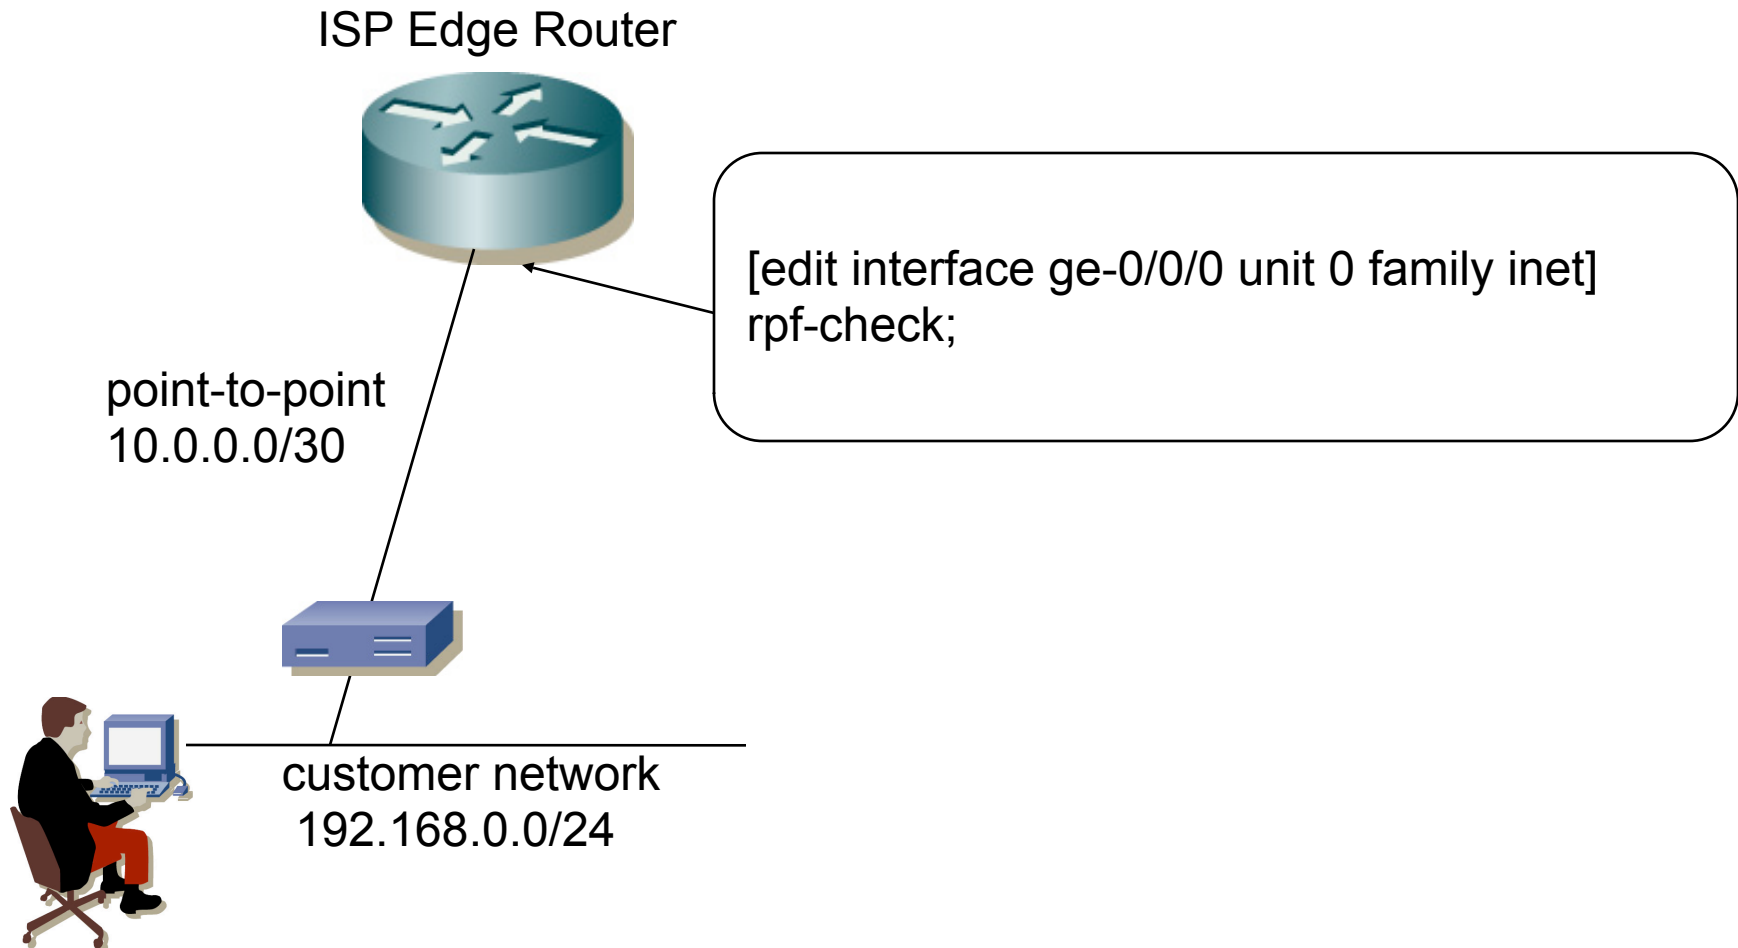 ISP Edge Router
[edit interface ge-0/0/0 unit 0 family inet]
rpf-check;
point-to-point
10.0.0.0/30
customer network
192.168.0.0/24